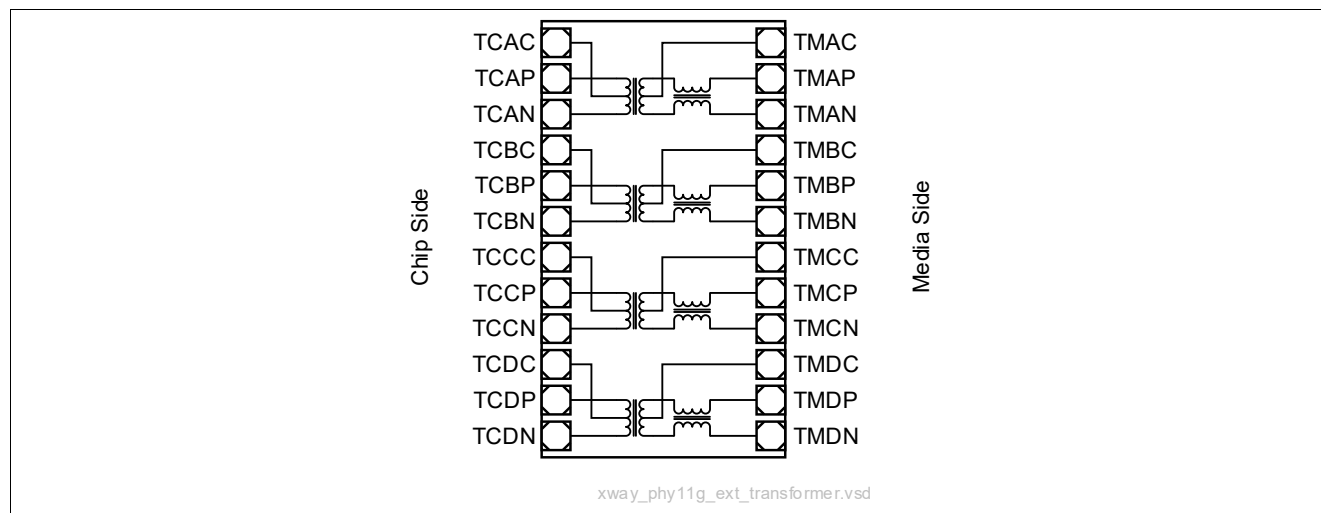 TCAC
TMAC
TCAP
TMAP
TCAN
TMAN
TCBC
TMBC
TCBP
TMBP
TCBN
TMBN
TCCC
TMCC
TCCP
TMCP
TCCN
TMCN
TCDC
TMDC
TCDP
TMDP
TCDN
TMDN
Chip Side
Media Side
xway_phy11g_ext_transformer.vsd